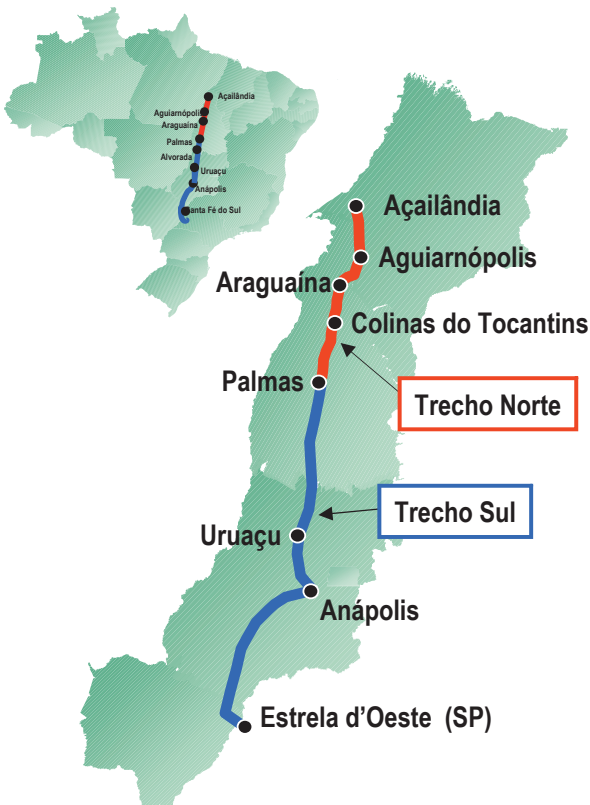 Açailândia
Aguiarnópolis
Araguaína
Palmas
Alvorada
Uruaçu
Anápolis
Santa Fé do Sul
Açailândia
Aguiarnópolis
Araguaína
Colinas do Tocantins
Palmas
Trecho Norte
Trecho Sul
Uruaçu
Anápolis
Estrela d’Oeste (SP)